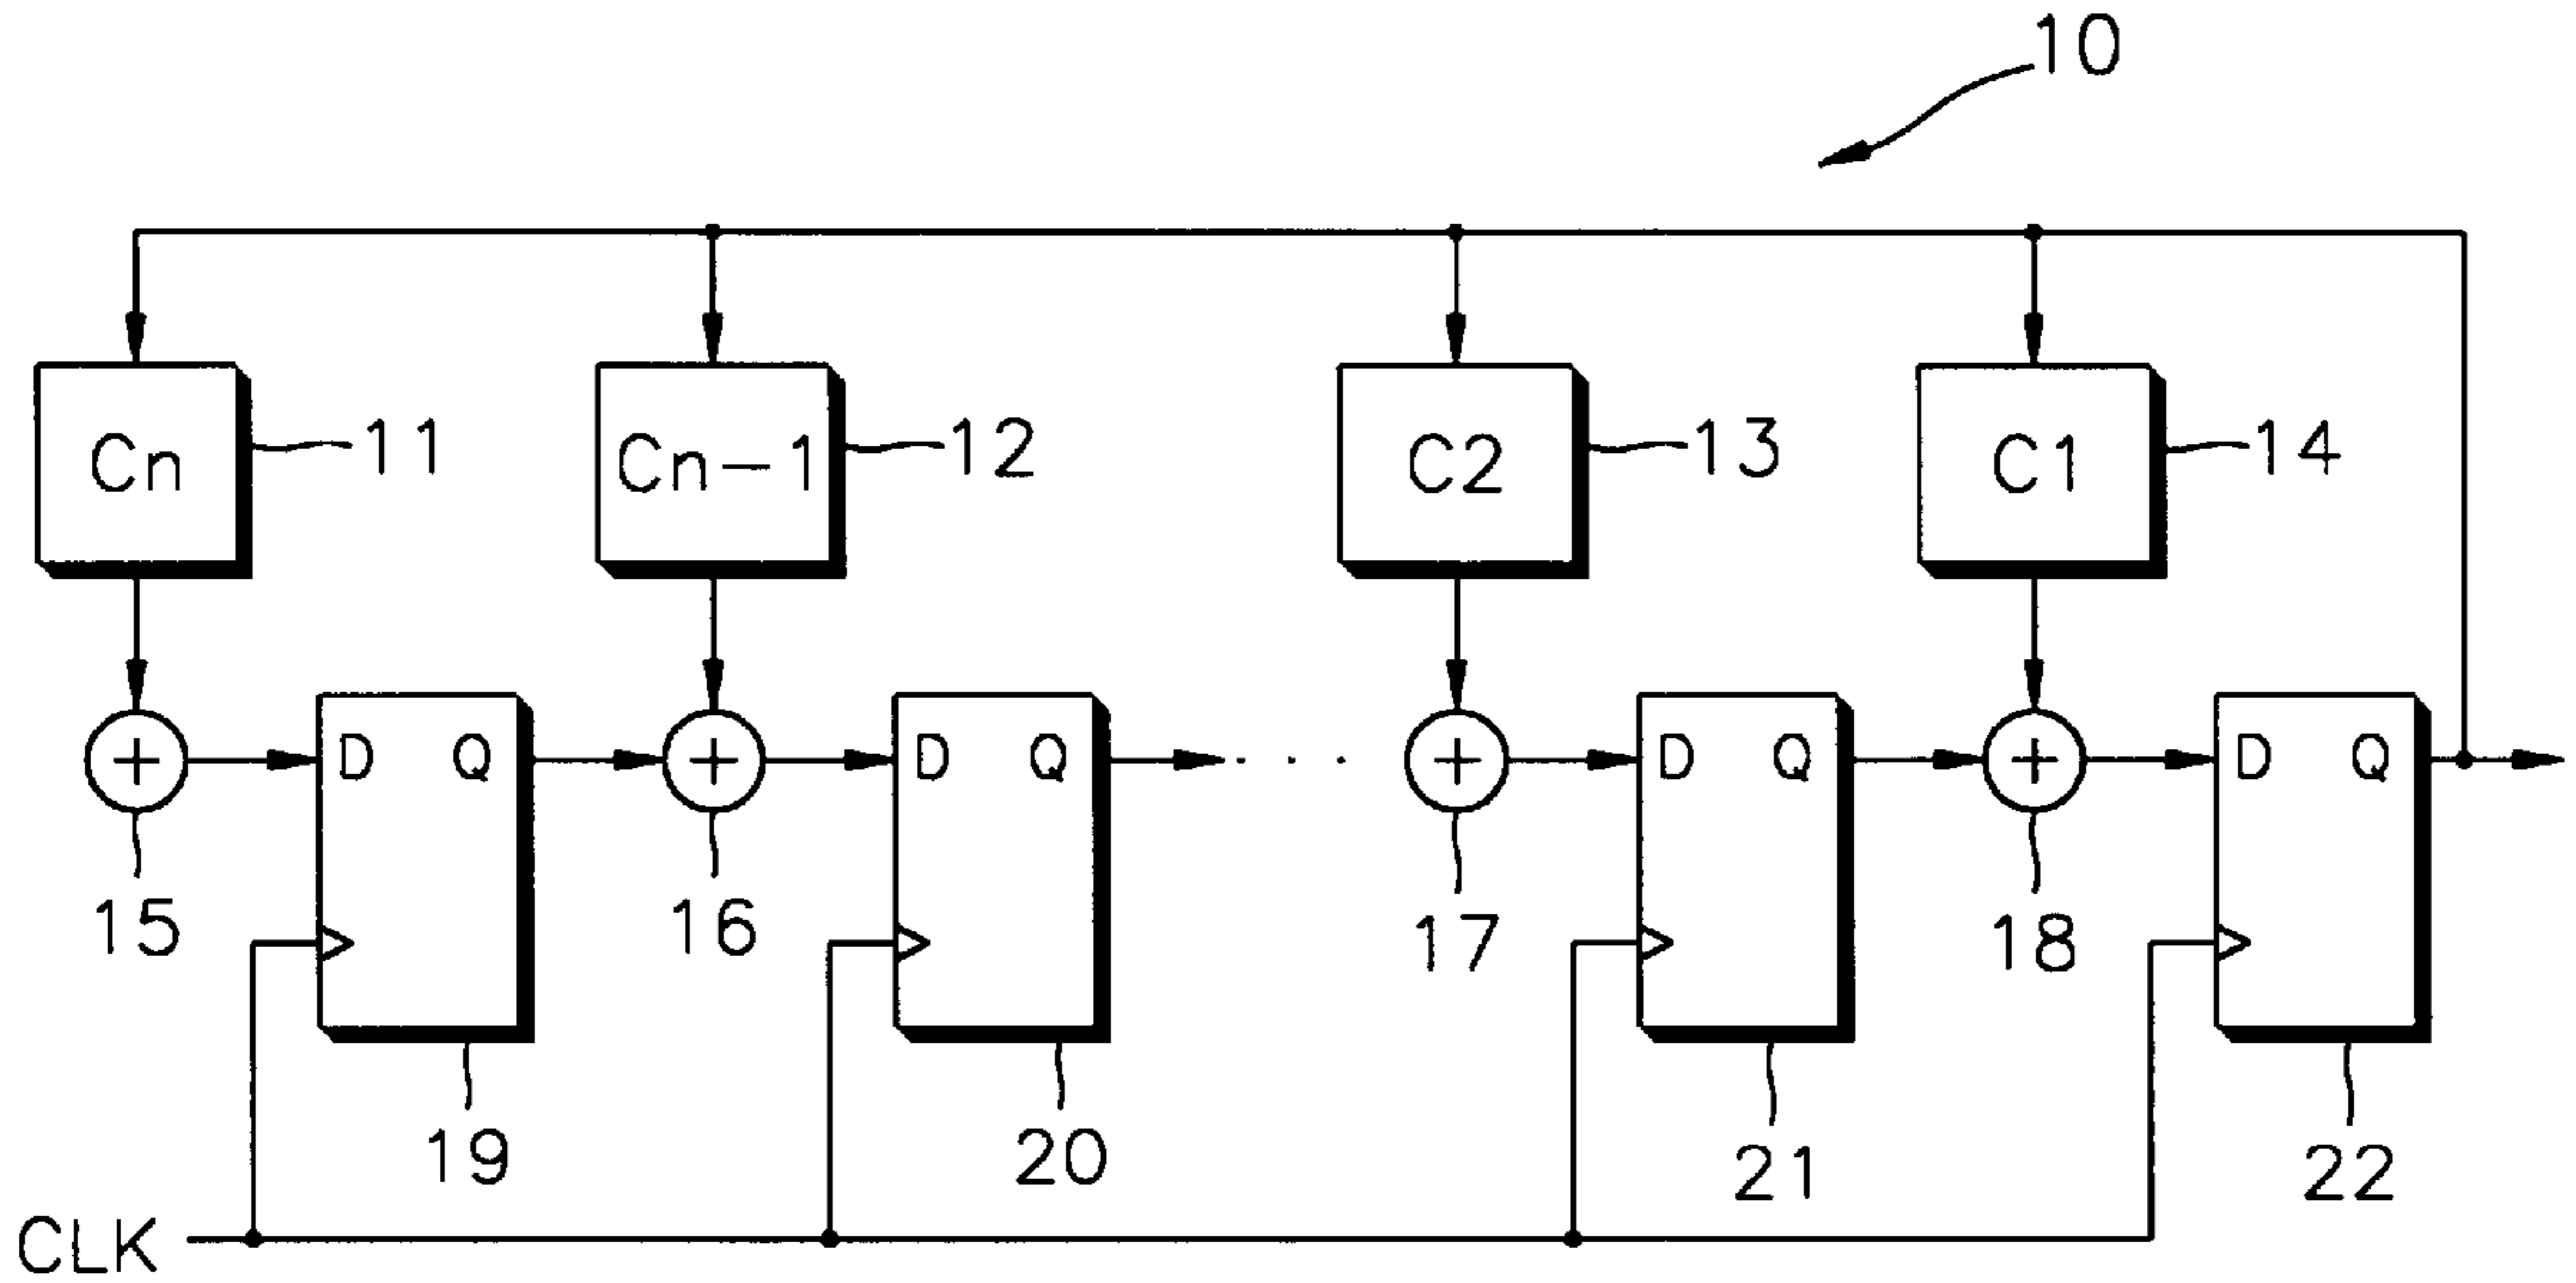 10
Cn 11 Cn-1 12 C2 13 C1 14
+ D Q + D Q . . . + D Q + D Q
15 16 17 18
19 20 21 22
CLK